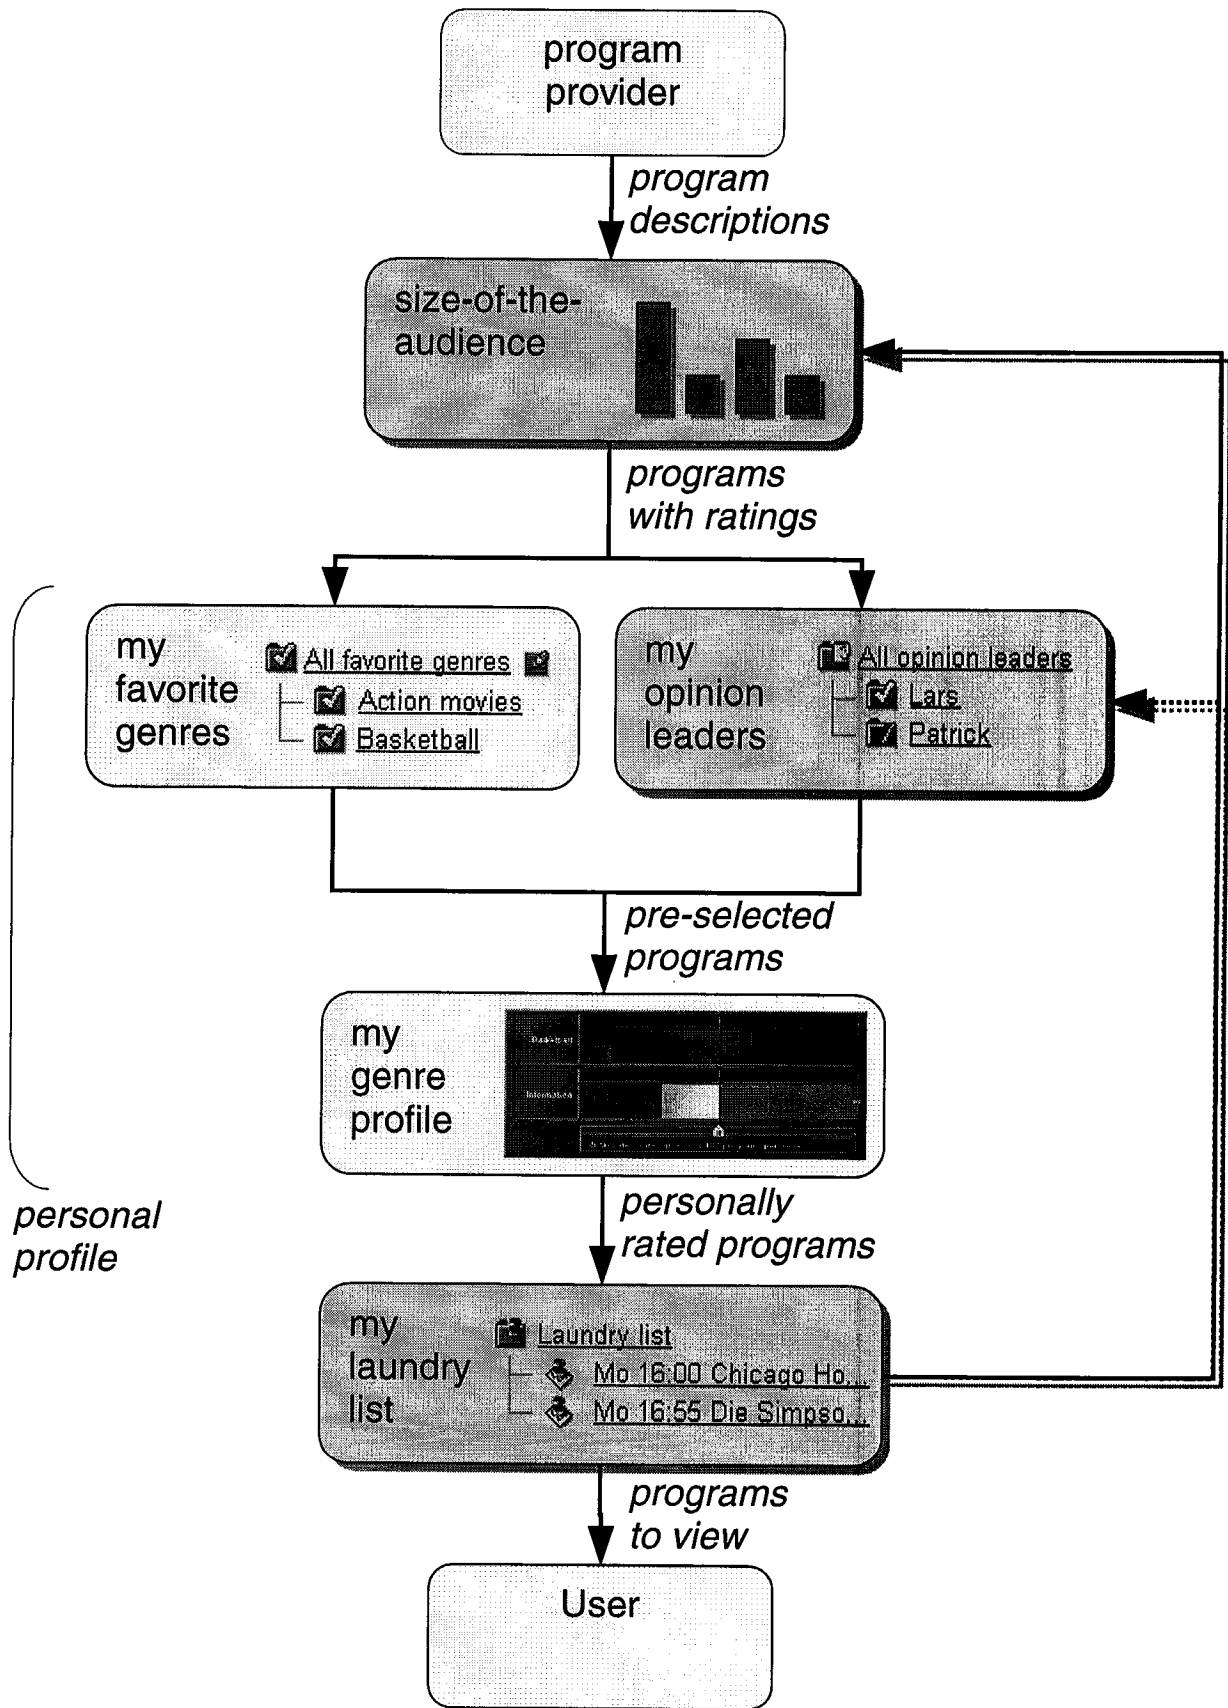 program
provider
program
descriptions
size-of-the-
audience
programs
with ratings
my
favorite
genres
All favorite genres
Action movies
Basketball
my
opinion
leaders
All opinion leaders
Lars
Patrick
pre-selected
programs
my
genre
profile
Information
personally
rated programs
personal
profile
my
laundry
list
Laundry list
Mo 16:00 Chicago Ho...
Mo 16:55 Die Simpso...
programs
to view
User